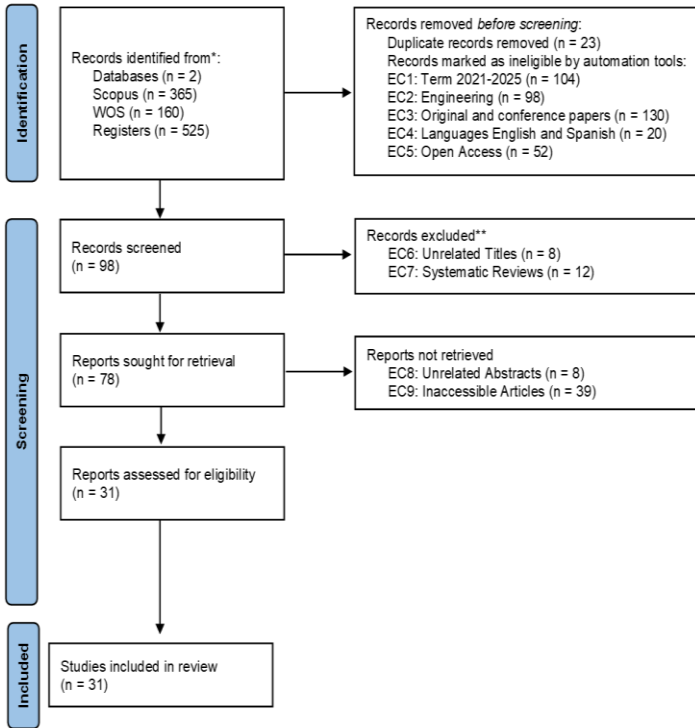 Identification
Records identified from*:
Databases (n = 2)
Scopus (n = 365)
WOS (n = 160)
Registers (n = 525)
Records removed before screening:
Duplicate records removed (n = 23)
Records marked as ineligible by automation tools:
EC1: Term 2021-2025 (n = 104)
EC2: Engineering (n = 98)
EC3: Original and conference papers (n = 130)
EC4: Languages English and Spanish (n = 20)
EC5: Open Access (n = 52)
Screening
Records screened
(n = 98)
Records excluded**
EC6: Unrelated Titles (n = 8)
EC7: Systematic Reviews (n = 12)
Reports sought for retrieval
(n = 78)
Reports not retrieved
EC8: Unrelated Abstracts (n = 8)
EC9: Inaccessible Articles (n = 39)
Reports assessed for eligibility
(n = 31)
Included
Studies included in review
(n = 31)